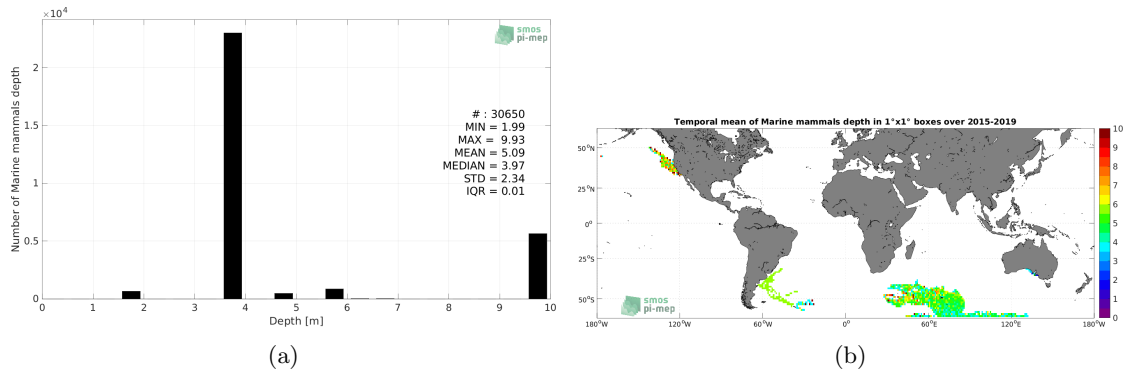 ×10⁴
smos
pi-mep
2
1.5
1
0.5
0
Number of Marine mammals depth
# : 30650
MIN = 1.99
MAX = 9.93
MEAN = 5.09
MEDIAN = 3.97
STD = 2.34
IQR = 0.01
0 1 2 3 4 5 6 7 8 9 10
Depth [m]
(a)
Temporal mean of Marine mammals depth in 1°x1° boxes over 2015-2019
50°N
25°N
0°
25°S
50°S
180°W 120°W 60°W 0° 60°E 120°E 180°W
smos
pi-mep
10
9
8
7
6
5
4
3
2
1
0
(b)